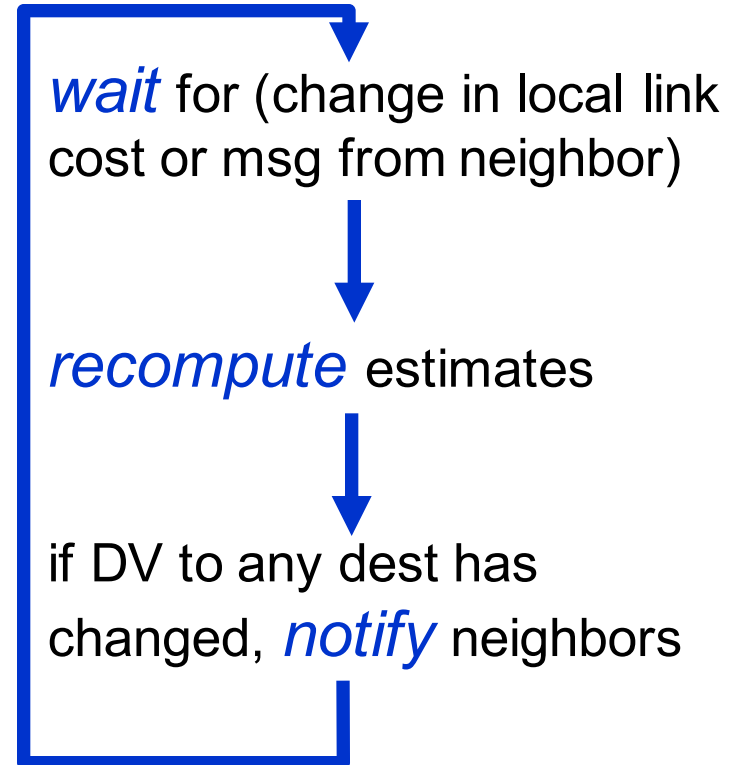 wait for (change in local link
cost or msg from neighbor)
recompute estimates
if DV to any dest has
changed, notify neighbors